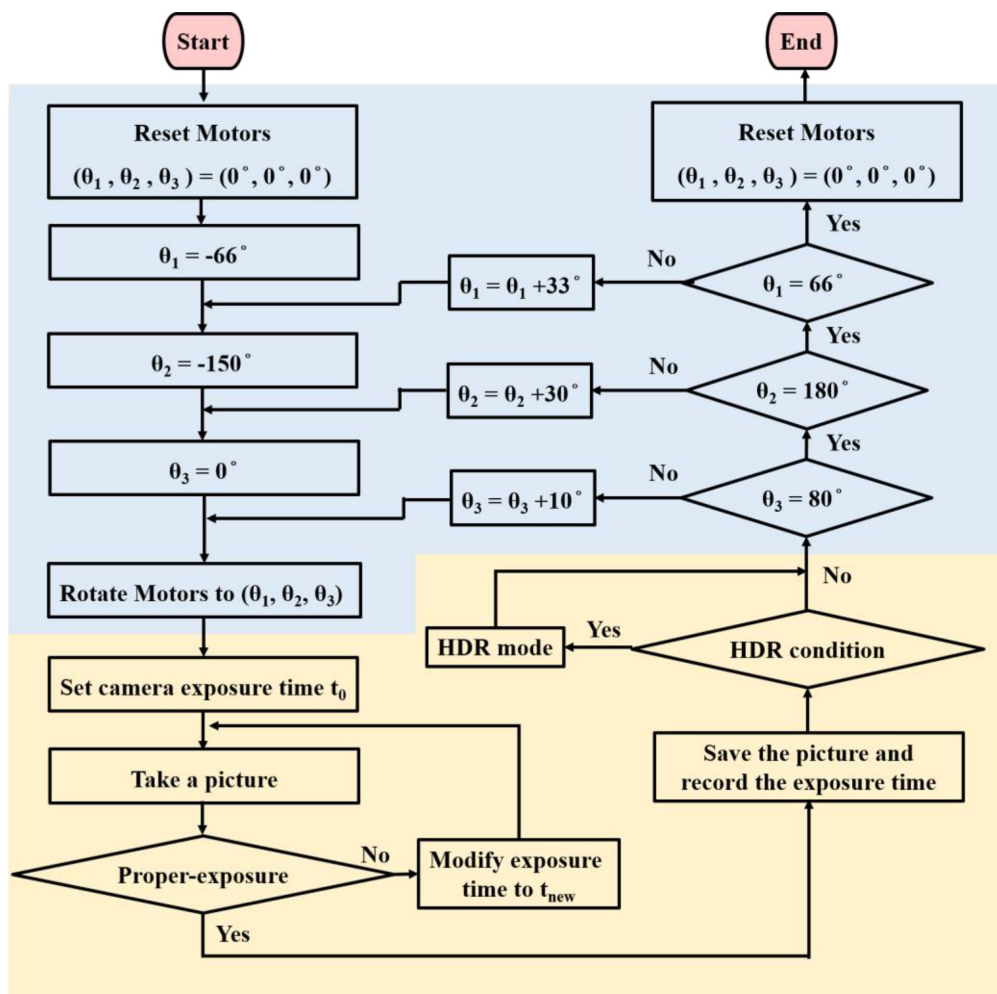 Start
Reset Motors
(θ₁ , θ₂ , θ₃ ) = (0°, 0°, 0°)
θ₁ = -66°
θ₂ = -150°
θ₃ = 0°
Rotate Motors to (θ₁, θ₂, θ₃)
Set camera exposure time t₀
Take a picture
Proper-exposure
No
Modify exposure
time to tnew
Yes
Save the picture and
record the exposure time
HDR condition
Yes
HDR mode
No
θ₃ = 80°
No
θ₃ = θ₃ +10°
Yes
θ₂ = 180°
No
θ₂ = θ₂ +30°
Yes
θ₁ = 66°
No
θ₁ = θ₁ +33°
Yes
Reset Motors
(θ₁ , θ₂ , θ₃ ) = (0°, 0°, 0°)
End